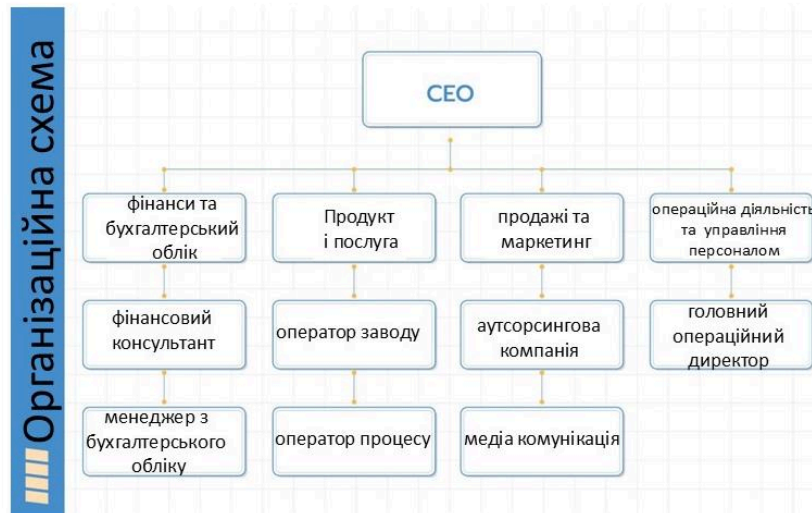 Організаційна схема
CEO
фінанси та
бухгалтерський
облік
Продукт
і послуга
продажі та
маркетинг
операційна діяльність
та управління
персоналом
фінансовий
консультант
оператор заводу
аутсорсингова
компанія
головний
операційний
директор
менеджер з
бухгалтерського
обліку
оператор процесу
медіа комунікація